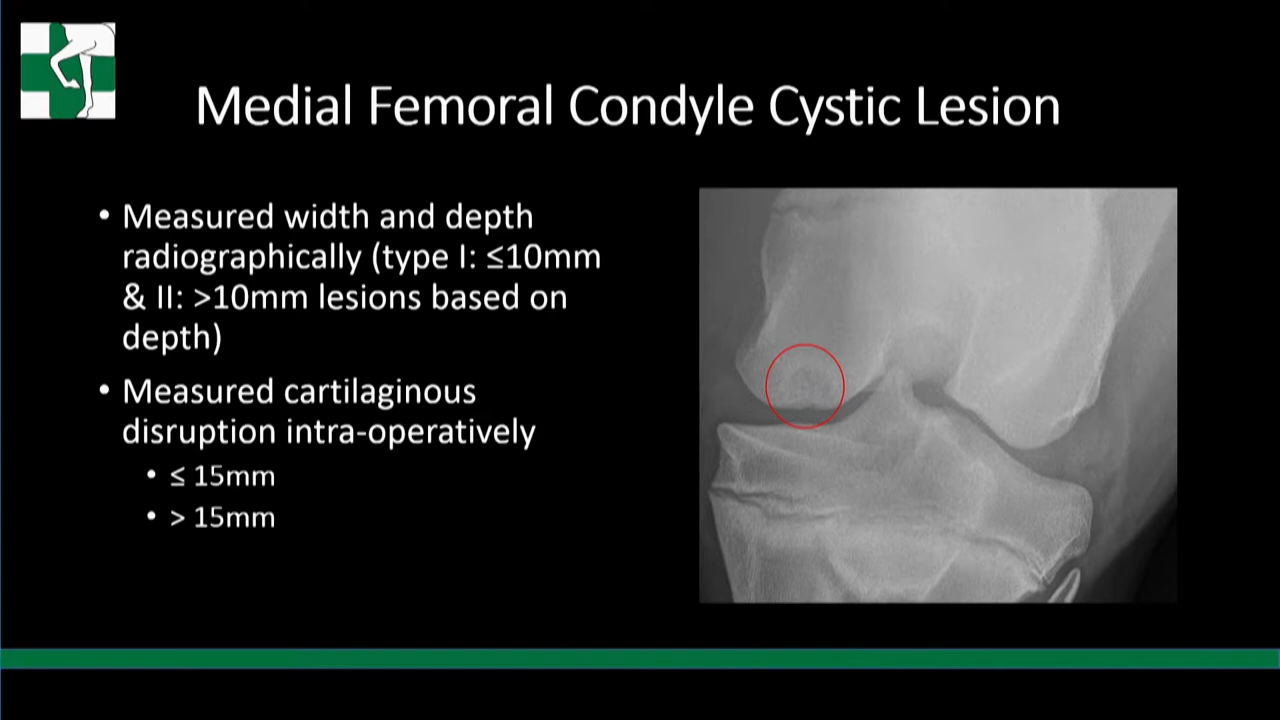 Medial Femoral Condyle Cystic Lesion
• Measured width and depth
radiographically (type I: ≤10mm
& II: >10mm lesions based on
depth)
• Measured cartilaginous
disruption intra-operatively
• ≤ 15mm
• > 15mm